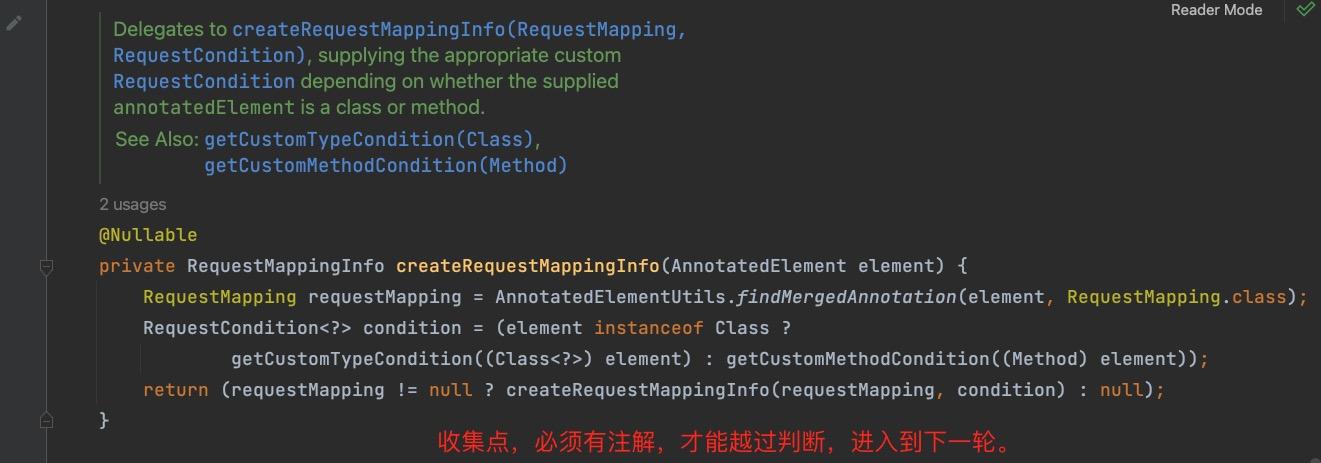 Reader Mode
Delegates to createRequestMappingInfo(RequestMapping,
RequestCondition), supplying the appropriate custom
RequestCondition depending on whether the supplied
annotatedElement is a class or method.
See Also: getCustomTypeCondition(Class),
getCustomMethodCondition(Method)
2 usages
@Nullable
private RequestMappingInfo createRequestMappingInfo(AnnotatedElement element) {
RequestMapping requestMapping = AnnotatedElementUtils.findMergedAnnotation(element, RequestMapping.class);
RequestCondition<?> condition = (element instanceof Class ?
getCustomTypeCondition((Class<?>) element) : getCustomMethodCondition((Method) element));
return (requestMapping != null ? createRequestMappingInfo(requestMapping, condition) : null);
}
收集点，必须有注解，才能越过判断，进入到下一轮。